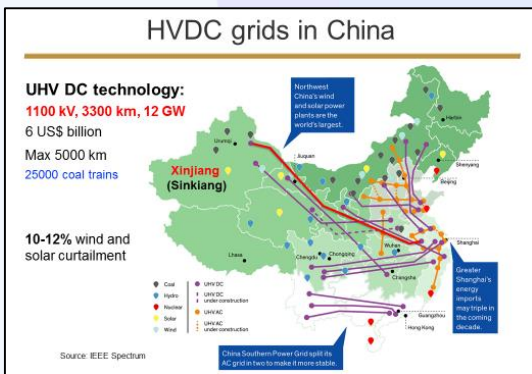 HVDC grids in China
UHV DC technology:
1100 kV, 3300 km, 12 GW
6 US$ billion
Max 5000 km
25000 coal trains
10-12% wind and
solar curtailment
Northwest
China's wind
and solar power
plants are the
world's largest.
Xinjiang
(Sinkiang)
Urumqi
Jiuquan
Harbin
Shenyang
Beijing
Lhasa
Chengdu
Chongqing
Wuhan
Shanghai
Changsha
Guangzhou
Hong Kong
Greater
Shanghai's
energy
imports
may triple in
the coming
decade.
Coal
Hydro
Nuclear
Solar
Wind
UHV DC
UHV DC
under construction
UHV AC
UHV AC
under construction
China Southern Power Grid split its
AC grid in two to make it more stable.
Source: IEEE Spectrum